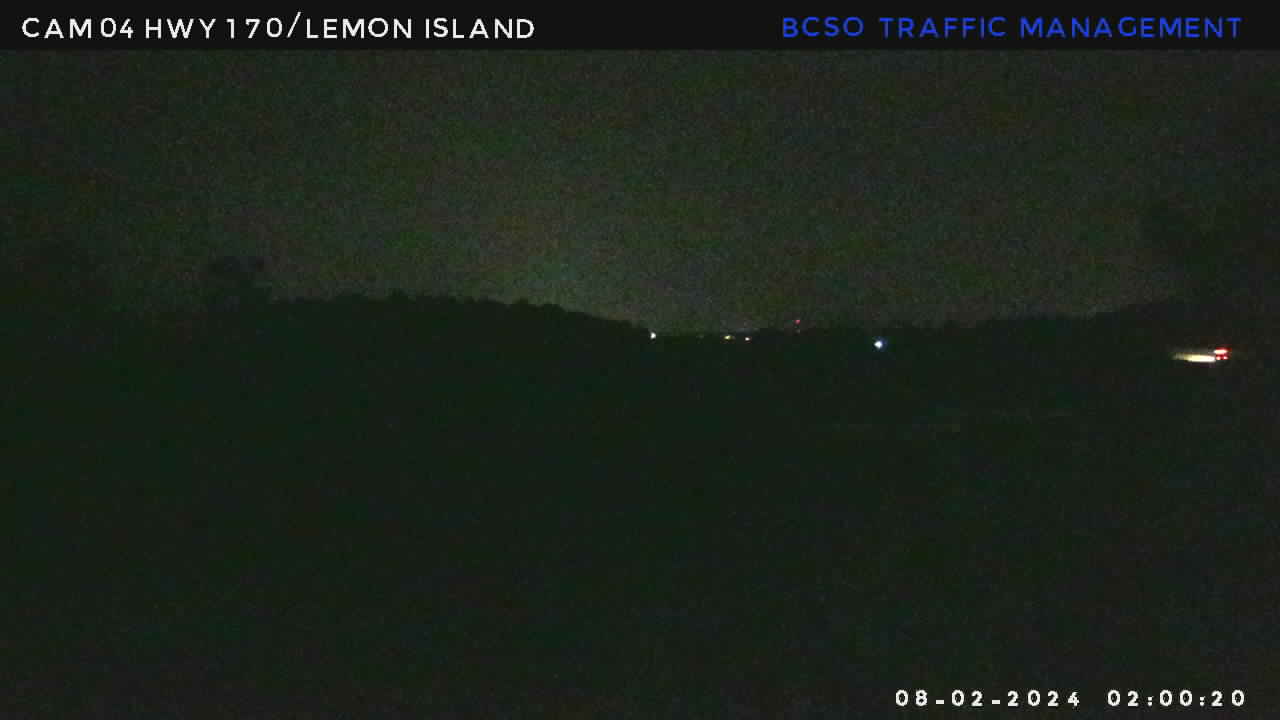 CAM 04 HWY 170/LEMON ISLAND
BCSO TRAFFIC MANAGEMENT
08-02-2024 02:00:20